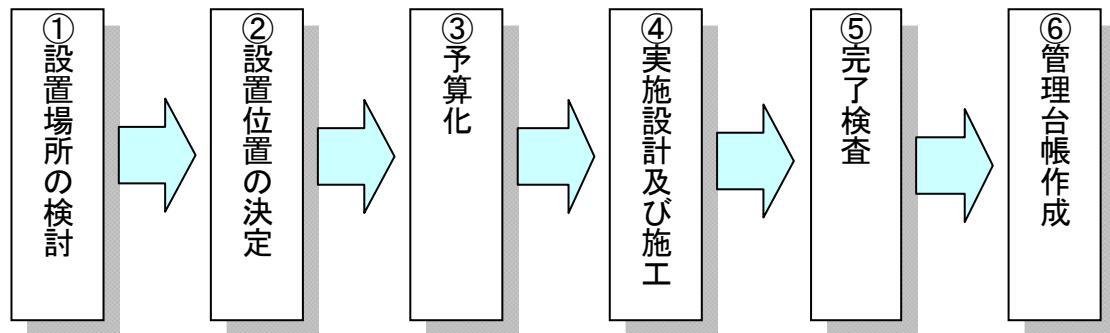 ①設置場所の検討
②設置位置の決定
③予算化
④実施設計及び施工
⑤完了検査
⑥管理台帳作成